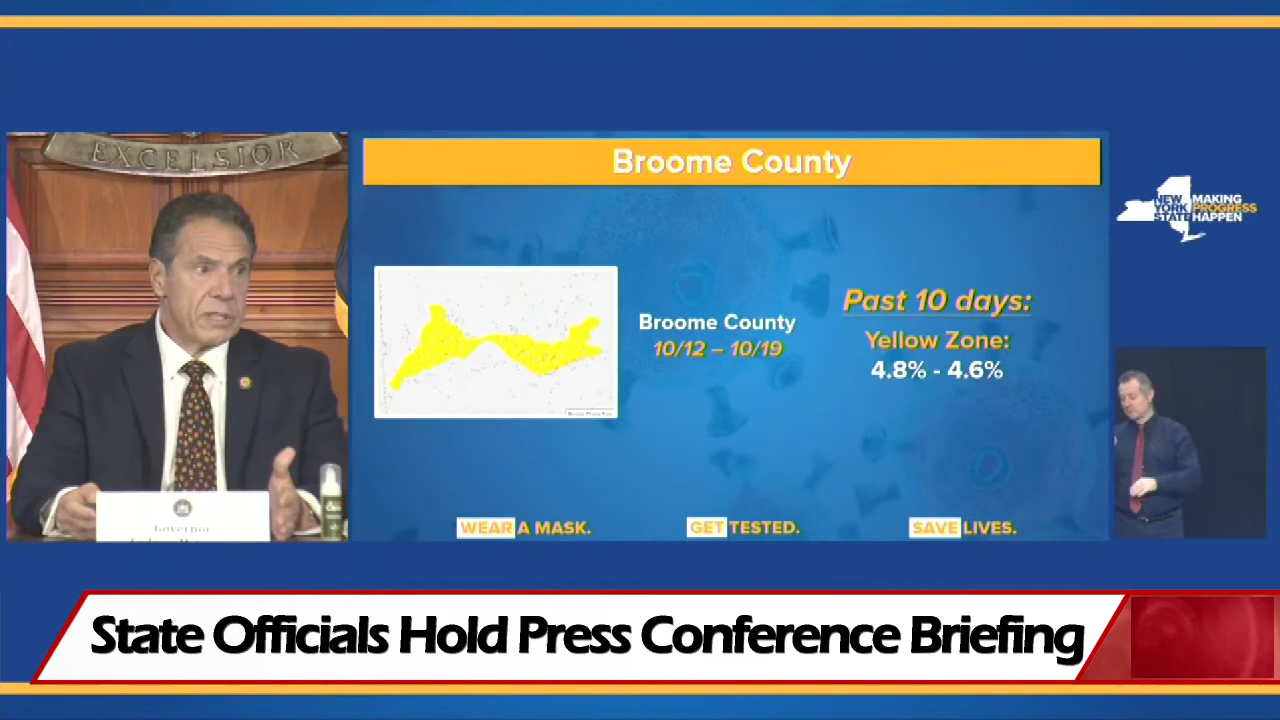 EXCELSIOR
Governor
Broome County
Broome County
10/12 – 10/19
Past 10 days:
Yellow Zone:
4.8% - 4.6%
WEAR A MASK.
GET TESTED.
SAVE LIVES.
NEW YORK STATE
MAKING PROGRESS HAPPEN
State Officials Hold Press Conference Briefing